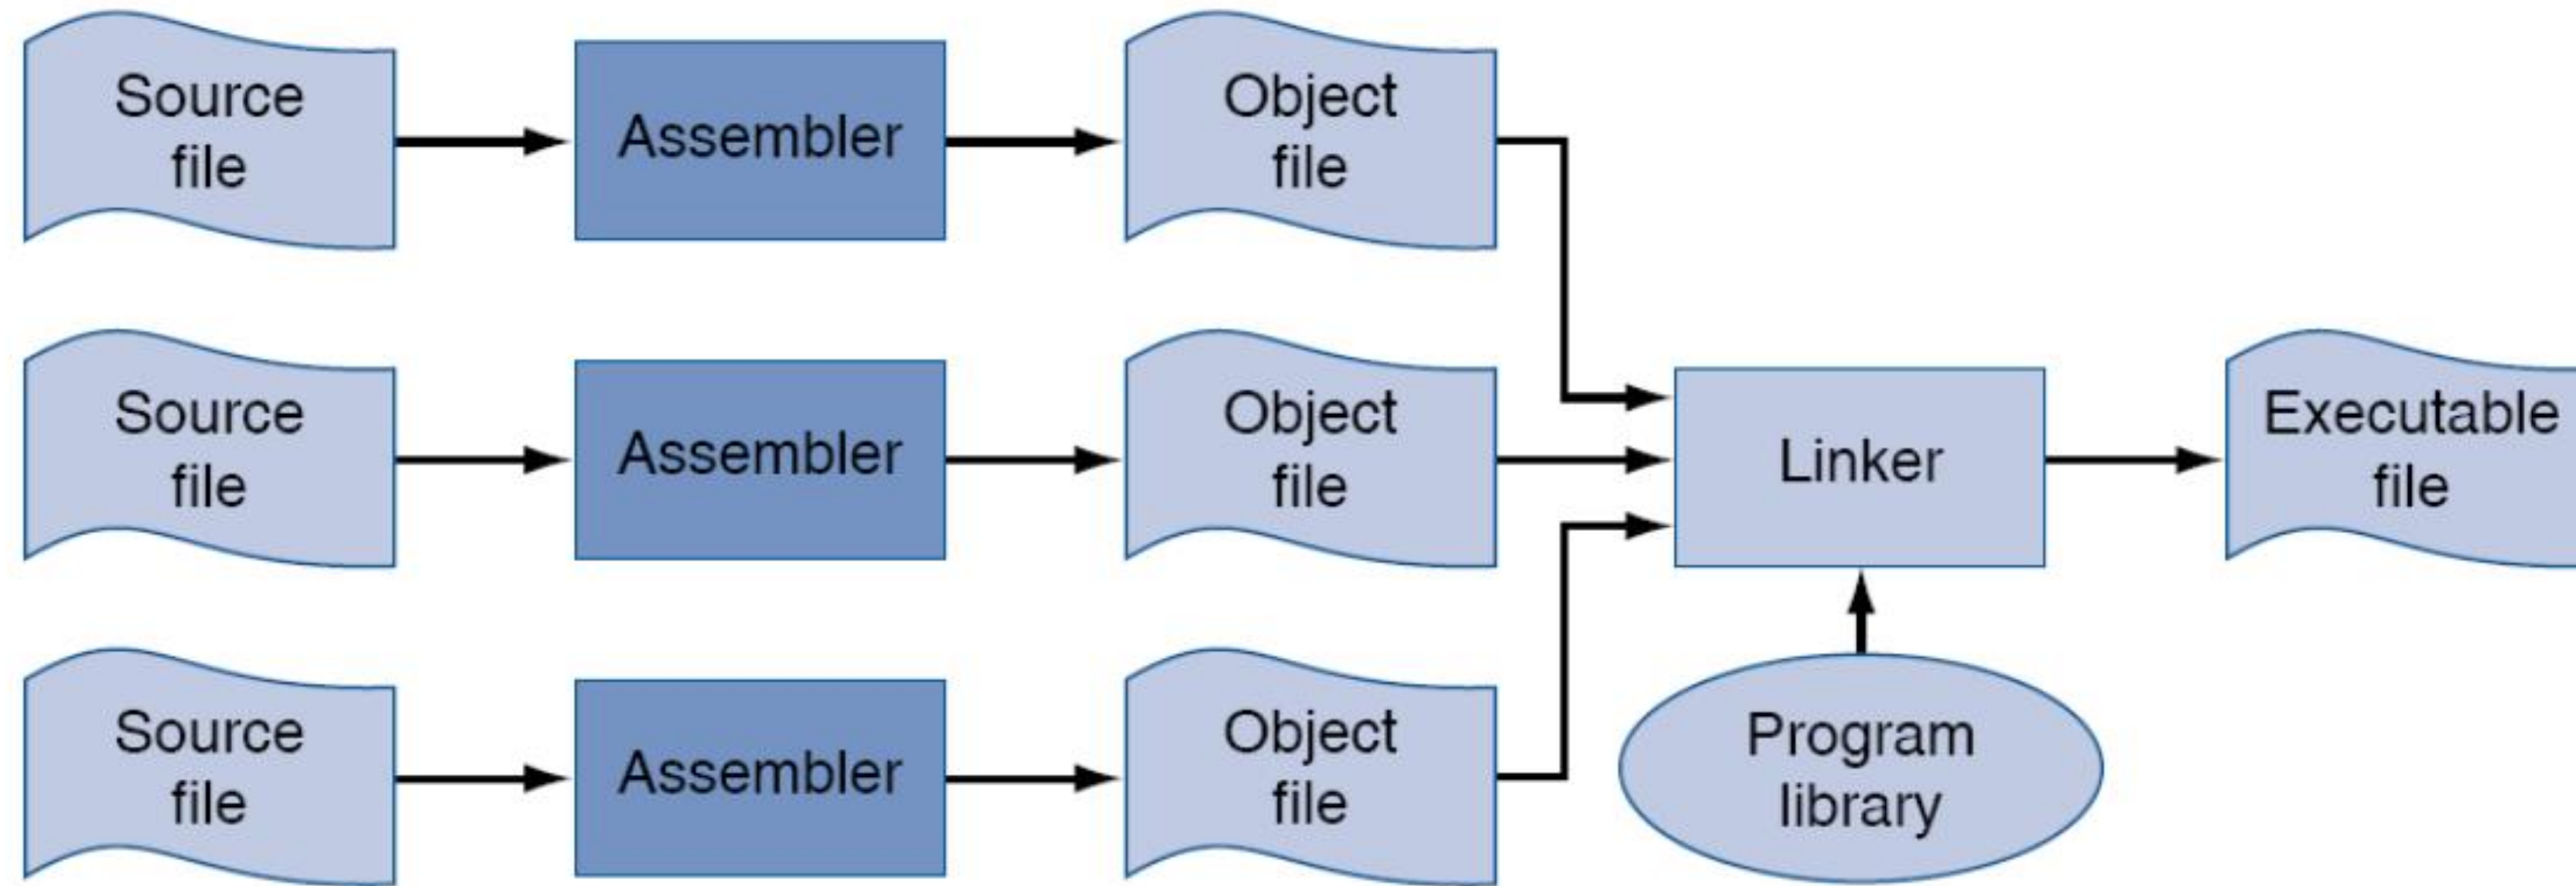 Source
file
Assembler
Object
file
Source
file
Assembler
Object
file
Linker
Executable
file
Source
file
Assembler
Object
file
Program
library